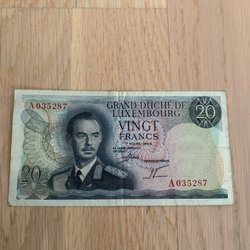 GRAND-DUCHÉ DE
LUXEMBOURG
20
A 035287
VINGT
FRANCS
20
A 035287